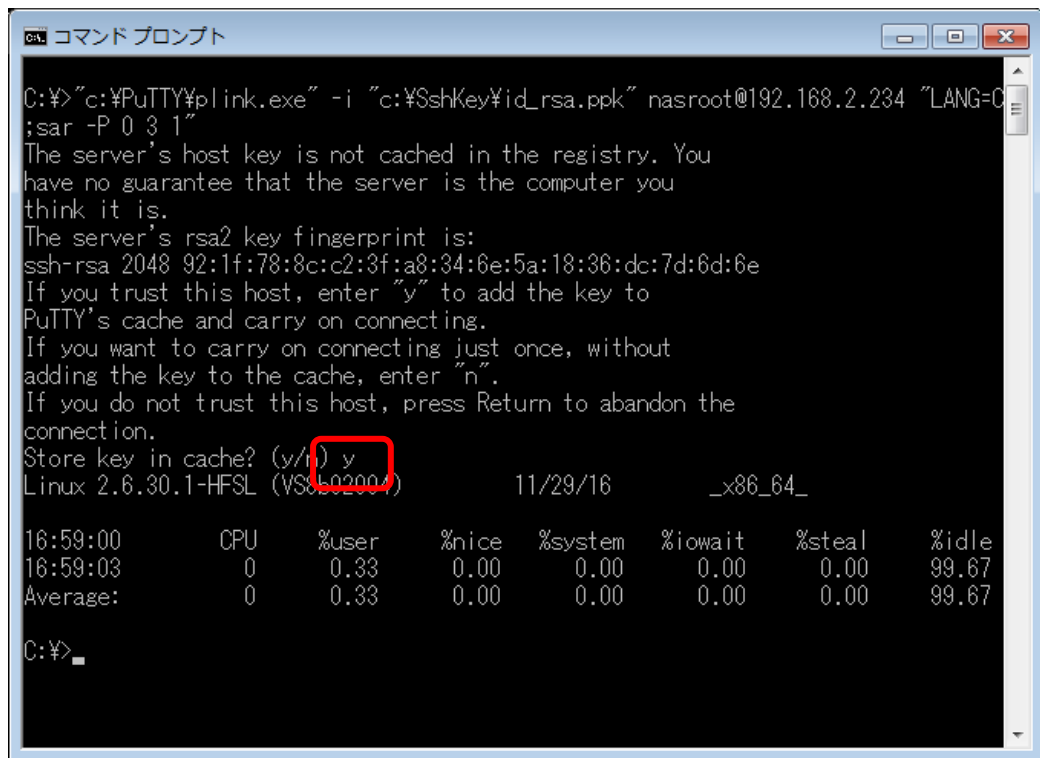 コマンド プロンプト
C:¥>"c:¥PuTTY¥plink.exe" -i "c:¥SshKey¥id_rsa.ppk" nasroot@192.168.2.234 "LANG=C
;sar -P 0 3 1"
The server's host key is not cached in the registry. You
have no guarantee that the server is the computer you
think it is.
The server's rsa2 key fingerprint is:
ssh-rsa 2048 92:1f:78:8c:c2:3f:a8:34:6e:5a:18:36:dc:7d:6d:6e
If you trust this host, enter "y" to add the key to
PuTTY's cache and carry on connecting.
If you want to carry on connecting just once, without
adding the key to the cache, enter "n".
If you do not trust this host, press Return to abandon the
connection.
Store key in cache? (y/n) y
Linux 2.6.30.1-HFSL (VS8b02004) 11/29/16 _x86_64_
16:59:00 CPU %user %nice %system %iowait %steal %idle
16:59:03 0 0.33 0.00 0.00 0.00 0.00 99.67
Average: 0 0.33 0.00 0.00 0.00 0.00 99.67
C:¥>